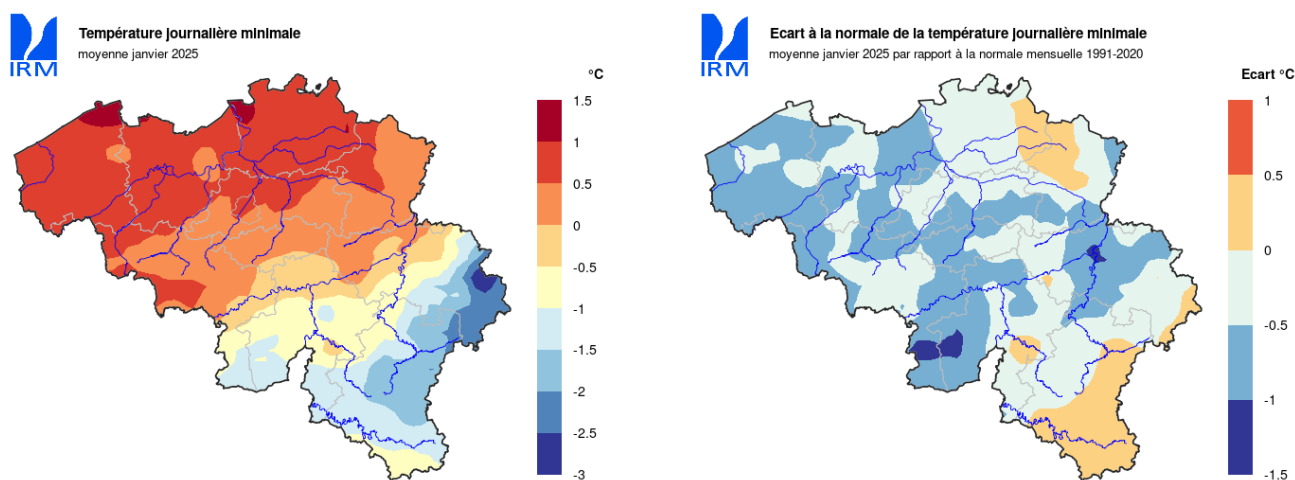 Température journalière minimale
moyenne janvier 2025
IRM
°C
1.5
1
0.5
0
-0.5
-1
-1.5
-2
-2.5
-3
Ecart à la normale de la température journalière minimale
moyenne janvier 2025 par rapport à la normale mensuelle 1991-2020
IRM
Ecart °C
1
0.5
0
-0.5
-1
-1.5